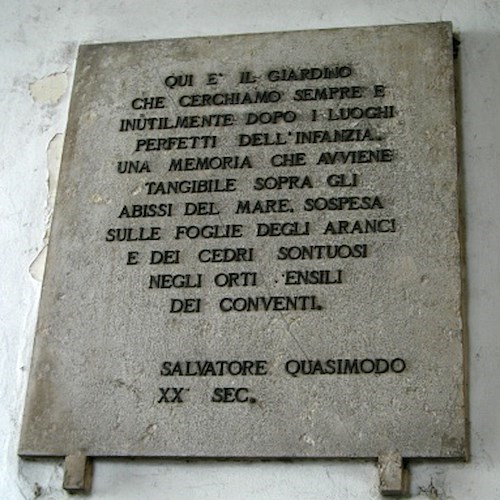 QUI E' IL GIARDINO
CHE CERCHIAMO SEMPRE E
INUTILMENTE DOPO I LUOGHI
PERFETTI DELL'INFANZIA.
UNA MEMORIA CHE AVVIENE
TANGIBILE SOPRA GLI
ABISSI DEL MARE, SOSPESA
SULLE FOGLIE DEGLI ARANCI
E DEI CEDRI SONTUOSI
NEGLI ORTI ENSILI
DEI CONVENTI.
SALVATORE QUASIMODO
XX° SEC.